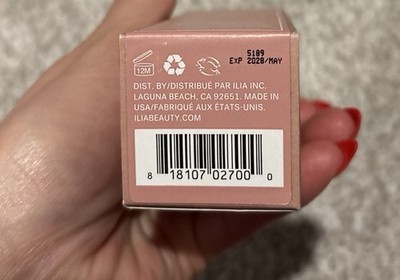 5189
EXP 2028/MAY
12M
DIST. BY/DISTRIBUÉ PAR ILIA INC.
LAGUNA BEACH, CA 92651. MADE IN
USA/FABRIQUÉ AUX ÉTATS-UNIS.
ILIABEAUTY.COM
8 18107 02700 0